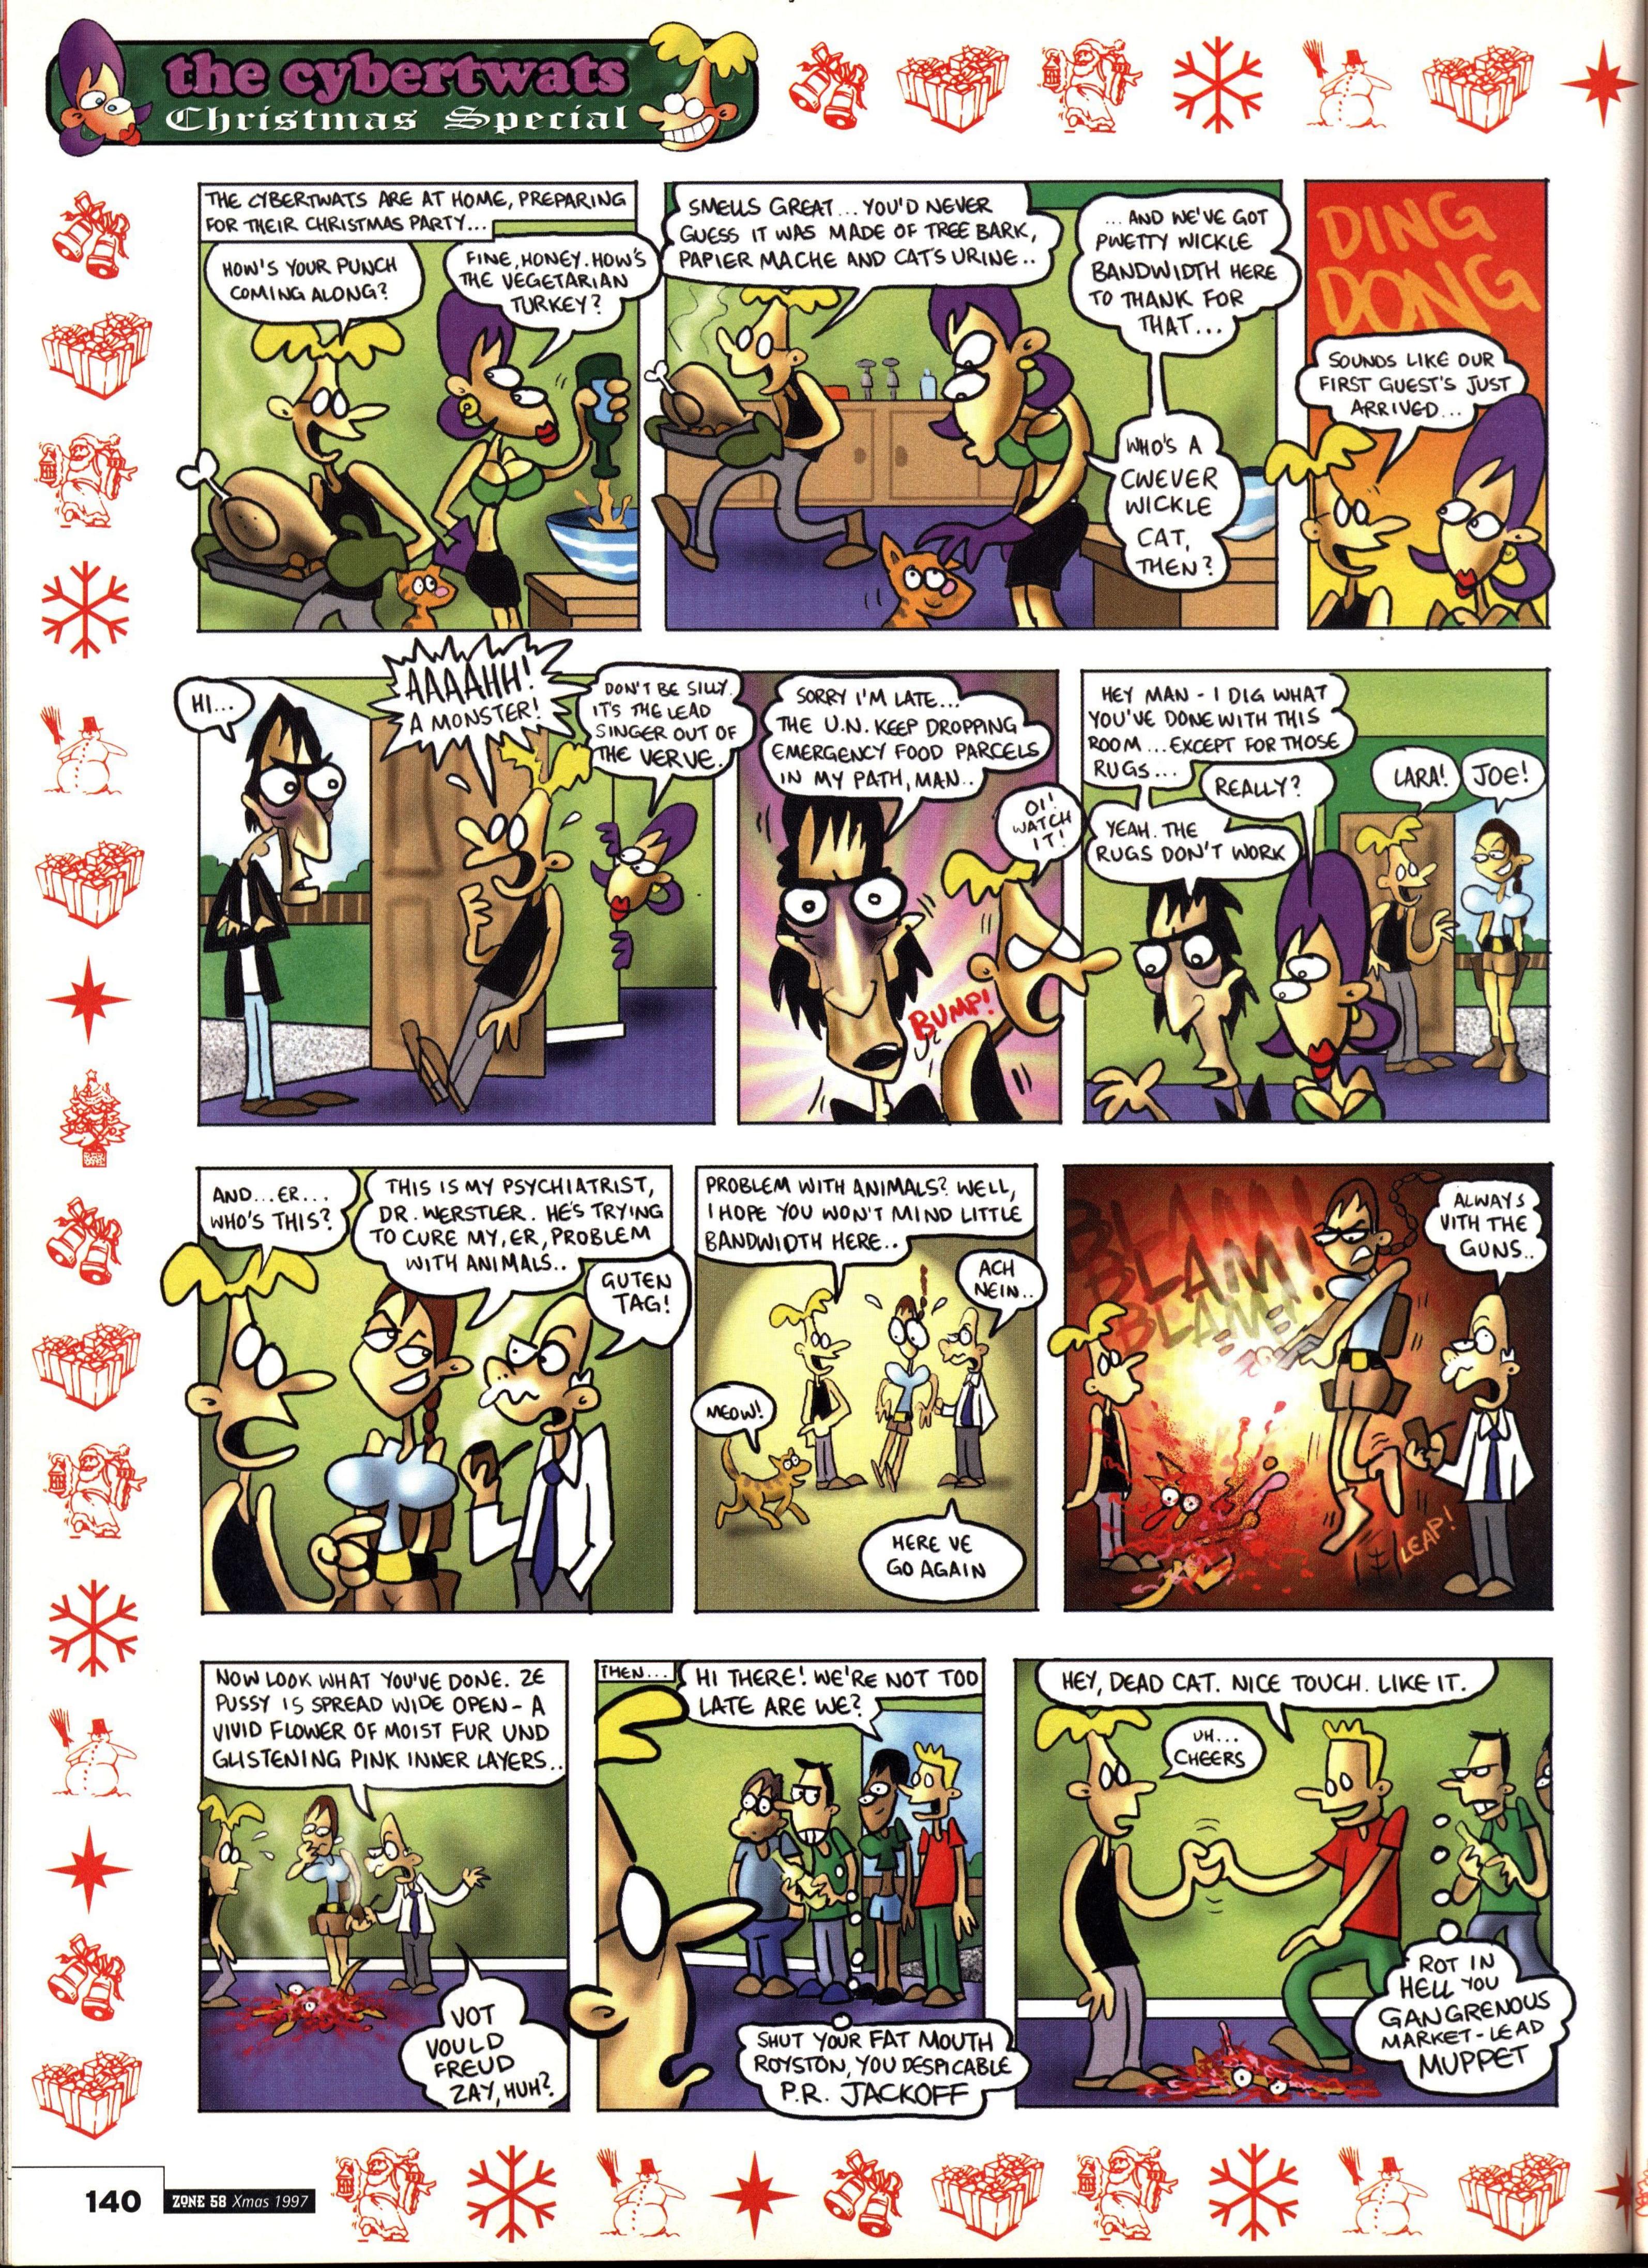 the cybertwats
Christmas Special
THE CYBERTWATS ARE AT HOME, PREPARING
FOR THEIR CHRISTMAS PARTY...
HOW'S YOUR PUNCH
COMING ALONG?
FINE, HONEY. HOW'S
THE VEGETARIAN
TURKEY?
SMELLS GREAT... YOU'D NEVER
GUESS IT WAS MADE OF TREE BARK,
PAPIER MACHE AND CAT'S URINE..
... AND WE'VE GOT
PWETTY WICKLE
BANDWIDTH HERE
TO THANK FOR
THAT...
WHO'S A
CWEVER
WICKLE
CAT,
THEN?
DING
DONG
SOUNDS LIKE OUR
FIRST GUEST'S JUST
ARRIVED...
HI...
AAAAHH!
A MONSTER!
DON'T BE SILLY.
IT'S THE LEAD
SINGER OUT OF
THE VERVE.
SORRY I'M LATE...
THE U.N. KEEP DROPPING
EMERGENCY FOOD PARCELS
IN MY PATH, MAN..
OI!
WATCH
IT!
BUMP!
HEY MAN - I DIG WHAT
YOU'VE DONE WITH THIS
ROOM... EXCEPT FOR THOSE
RUGS...
REALLY?
YEAH. THE
RUGS DON'T WORK
LARA!
JOE!
AND...ER...
WHO'S THIS?
THIS IS MY PSYCHIATRIST,
DR. WERSTLER. HE'S TRYING
TO CURE MY, ER, PROBLEM
WITH ANIMALS..
GUTEN
TAG!
PROBLEM WITH ANIMALS? WELL,
I HOPE YOU WON'T MIND LITTLE
BANDWIDTH HERE..
ACH
NEIN..
MEOW!
HERE VE
GO AGAIN
BLAM!
BLAM!
BLAM!
ALWAYS
VITH THE
GUNS..
LEAP!
NOW LOOK WHAT YOU'VE DONE. ZE
PUSSY IS SPREAD WIDE OPEN - A
VIVID FLOWER OF MOIST FUR UND
GLISTENING PINK INNER LAYERS..
VOT
VOULD
FREUD
ZAY, HUH?
THEN...
HI THERE! WE'RE NOT TOO
LATE ARE WE?
SHUT YOUR FAT MOUTH
ROYSTON, YOU DESPICABLE
P.R. JACKOFF
HEY, DEAD CAT. NICE TOUCH. LIKE IT.
UH...
CHEERS
ROT IN
HELL YOU
GANGRENOUS
MARKET-LEAD
MUPPET
140 ZONE 58 Xmas 1997